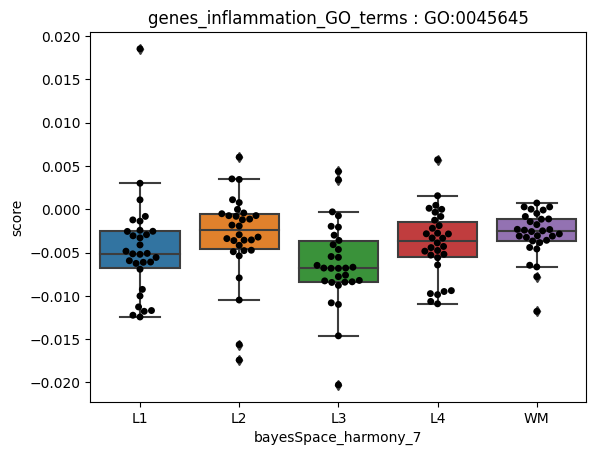 genes_inflammation_GO_terms : GO:0045645
0.020
0.015
0.010
0.005
0.000
−0.005
−0.010
−0.015
−0.020
score
L1 L2 L3 L4 WM
bayesSpace_harmony_7